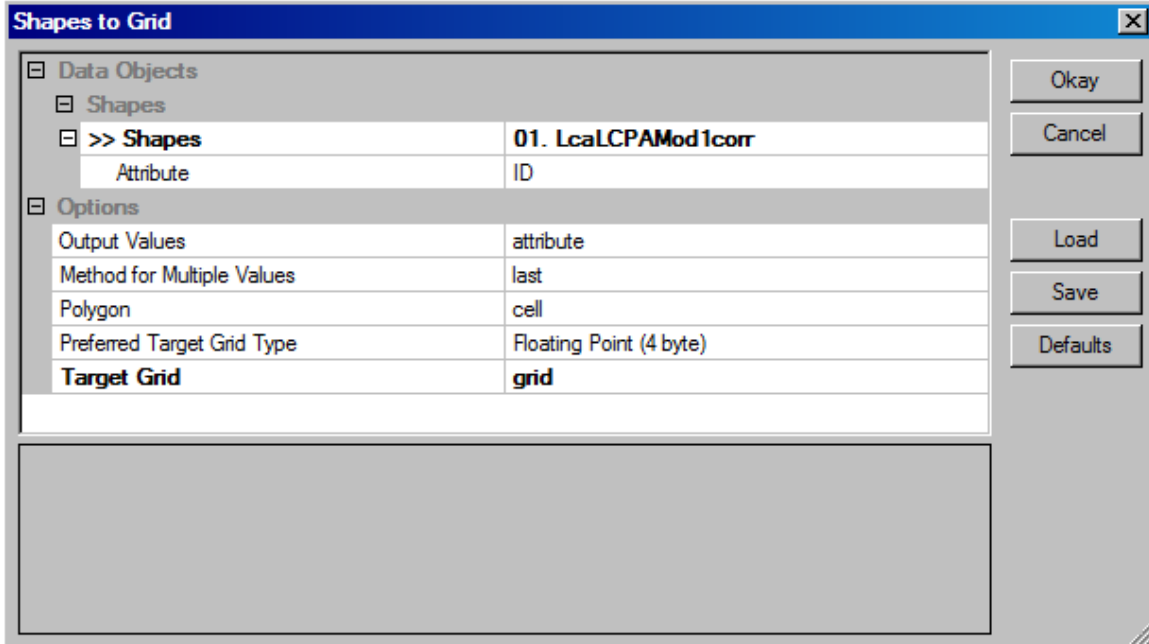 Shapes to Grid
Data Objects
Shapes
>> Shapes 01. LcaLCPAMod1corr
Attribute ID
Options
Output Values attribute
Method for Multiple Values last
Polygon cell
Preferred Target Grid Type Floating Point (4 byte)
Target Grid grid
Okay
Cancel
Load
Save
Defaults